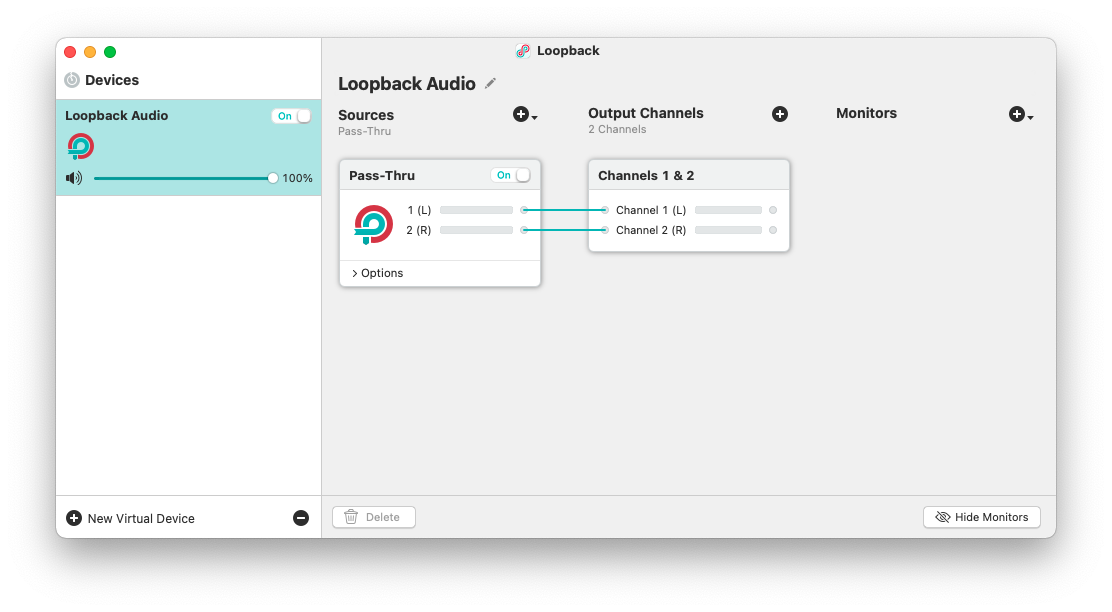 Loopback
Devices
Loopback Audio
On
100%
New Virtual Device
Loopback Audio
Sources
Pass-Thru
Output Channels
2 Channels
Monitors
Pass-Thru
On
1 (L)
2 (R)
Options
Channels 1 & 2
Channel 1 (L)
Channel 2 (R)
Delete
Hide Monitors